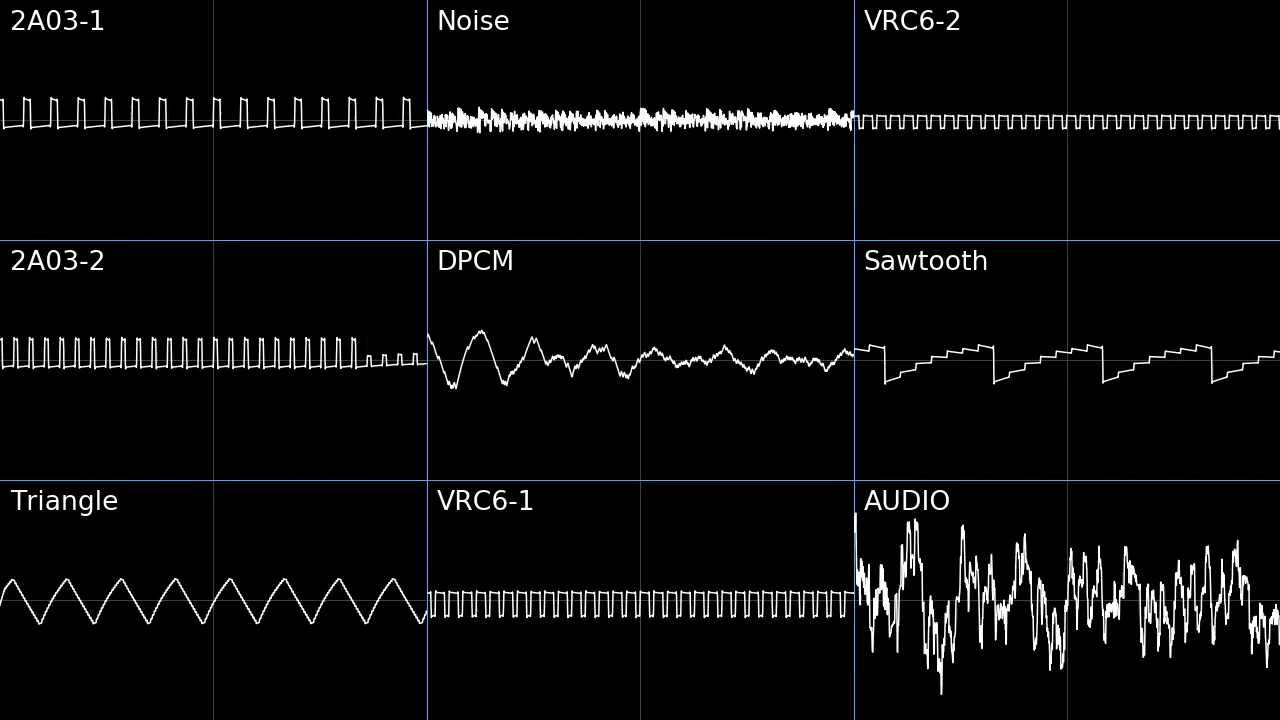 2A03-1
Noise
VRC6-2
2A03-2
DPCM
Sawtooth
Triangle
VRC6-1
AUDIO